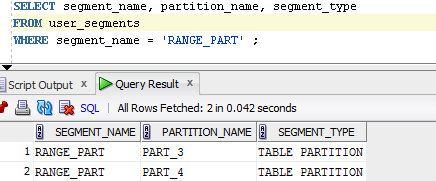 SELECT segment_name, partition_name, segment_type
FROM user_segments
WHERE segment_name = 'RANGE_PART' ;
Script Output × Query Result ×
SQL | All Rows Fetched: 2 in 0.042 seconds
SEGMENT_NAME PARTITION_NAME SEGMENT_TYPE
1 RANGE_PART PART_3 TABLE PARTITION
2 RANGE_PART PART_4 TABLE PARTITION